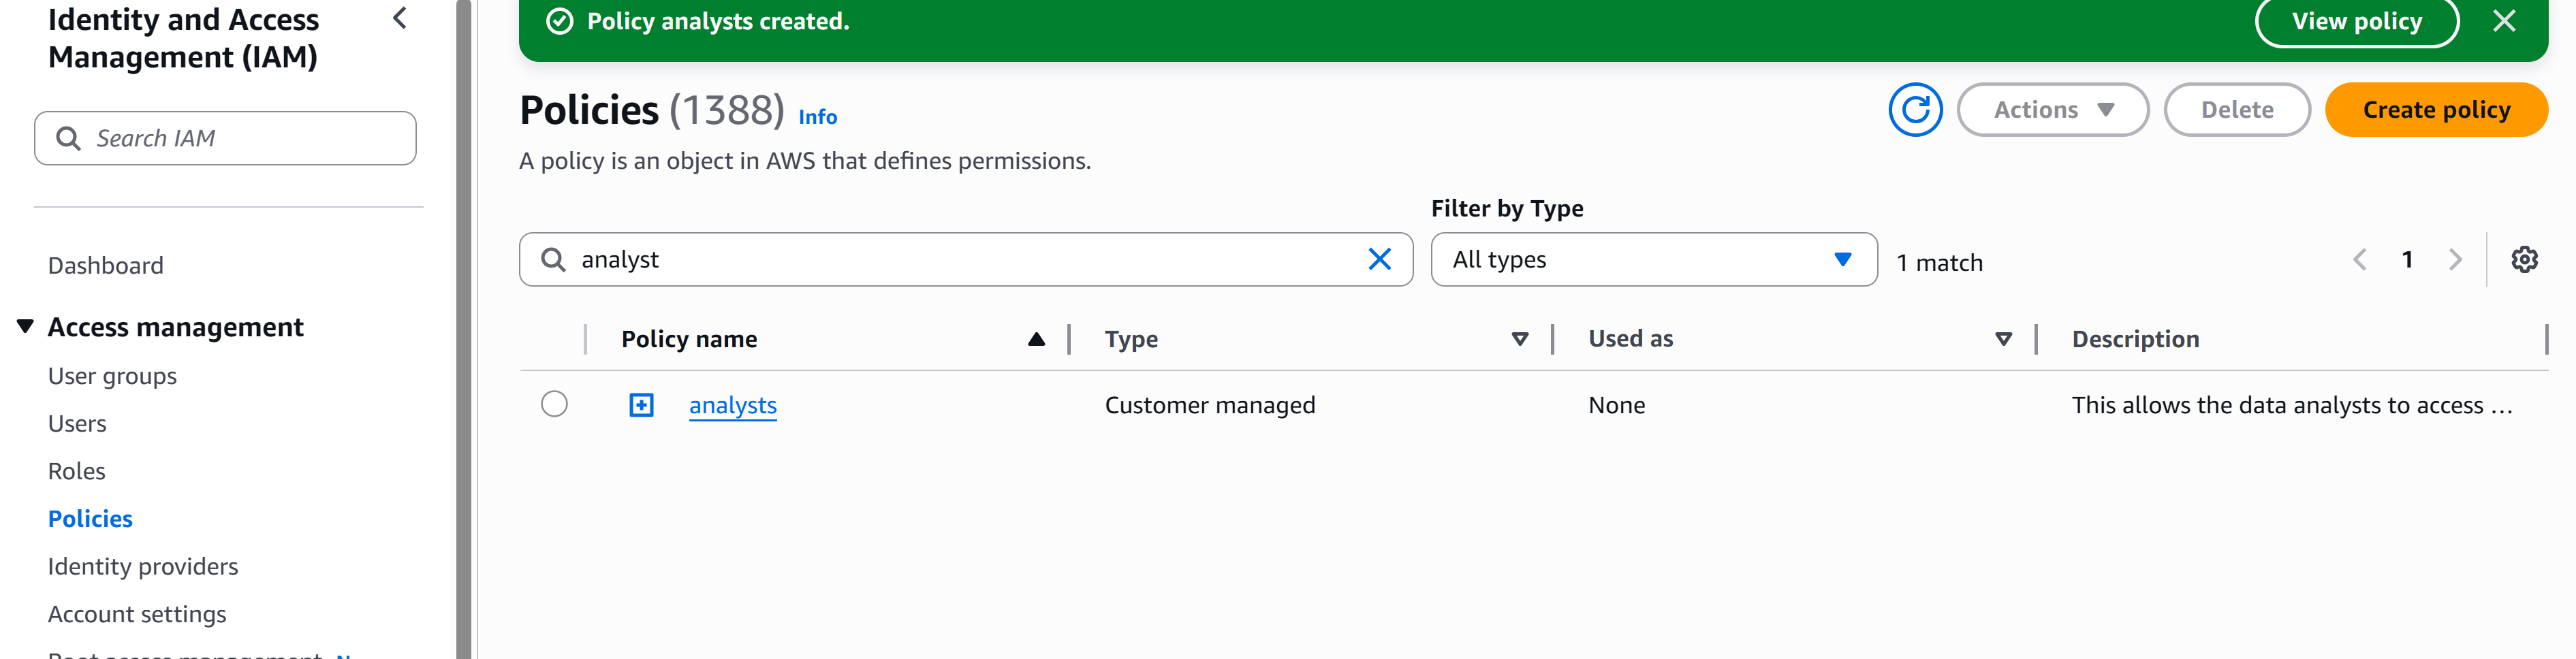 Identity and Access
Management (IAM)
Search IAM
Dashboard
Access management
User groups
Users
Roles
Policies
Identity providers
Account settings
Root access management
Policy analysts created.
View policy
Policies (1388) Info
Actions
Delete
Create policy
A policy is an object in AWS that defines permissions.
Filter by Type
analyst
All types
1 match
1
Policy name Type Used as Description
analysts Customer managed None This allows the data analysts to access ...